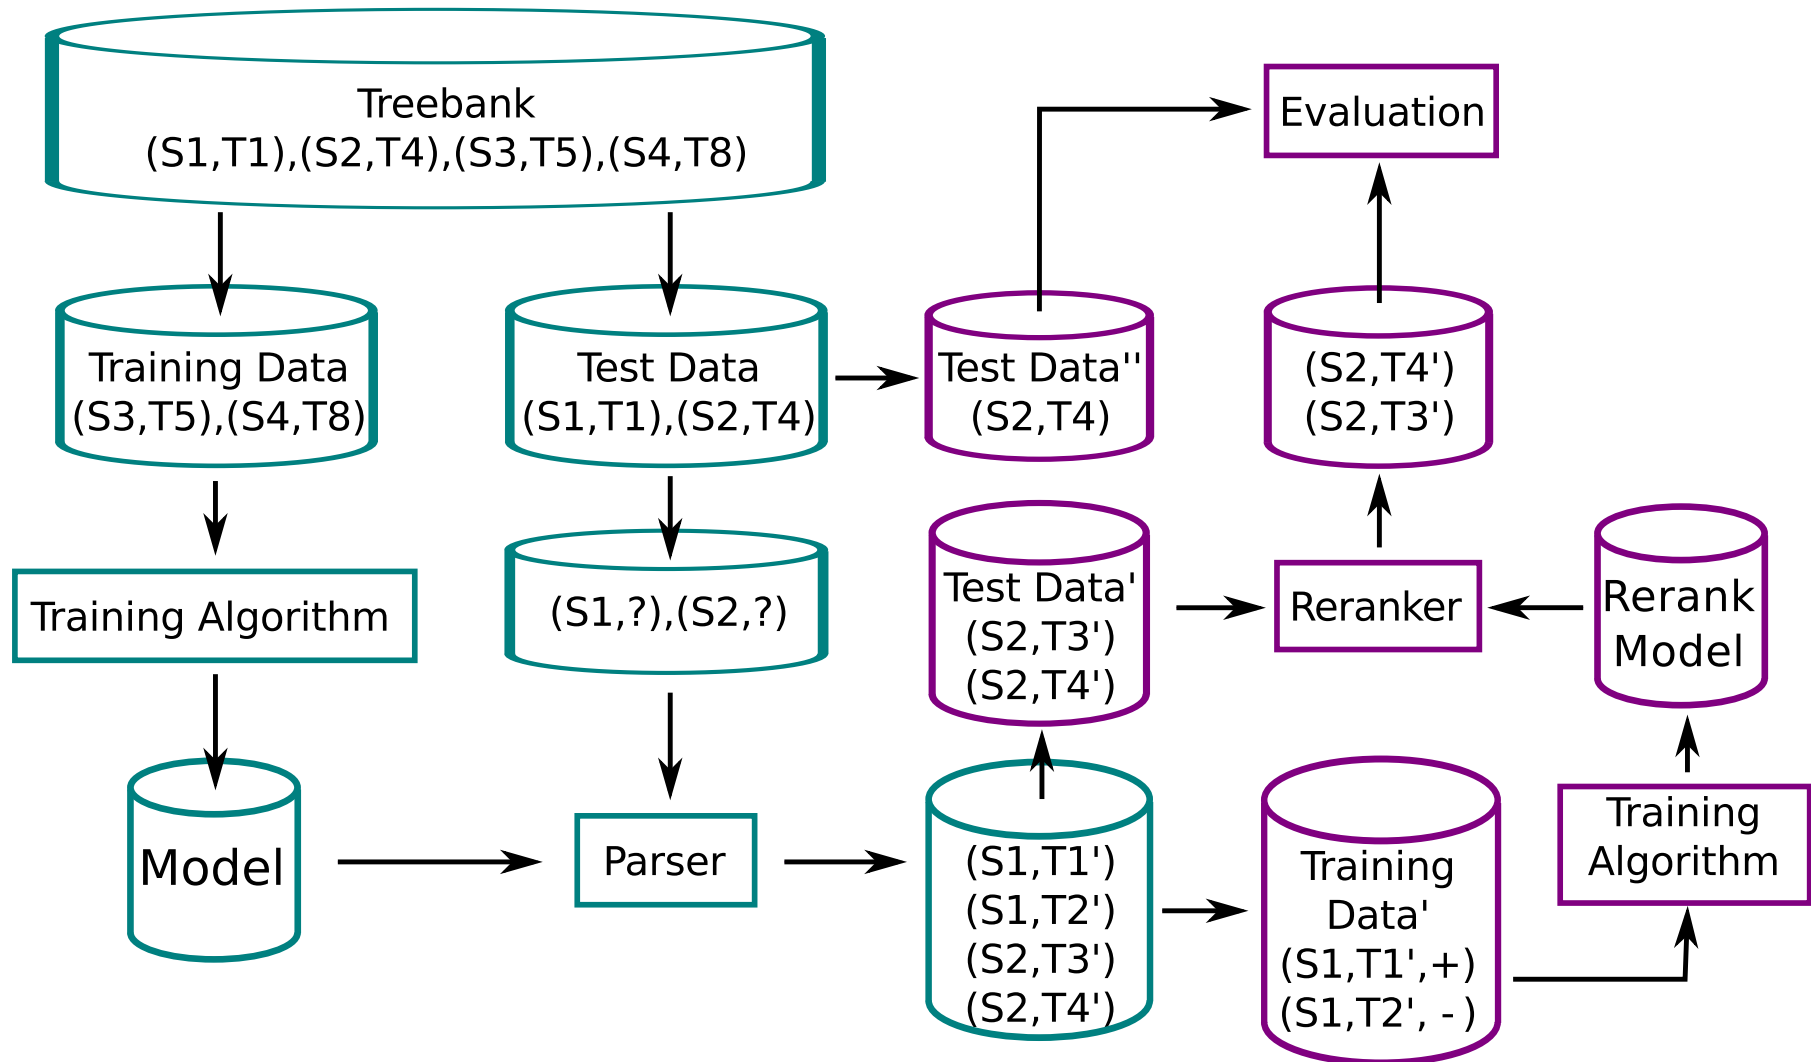 Treebank
(S1,T1),(S2,T4),(S3,T5),(S4,T8)
Evaluation
Training Data
(S3,T5),(S4,T8)
Test Data
(S1,T1),(S2,T4)
Test Data''
(S2,T4)
(S2,T4')
(S2,T3')
Training Algorithm
(S1,?),(S2,?)
Test Data'
(S2,T3')
(S2,T4')
Reranker
Rerank
Model
Model
Parser
(S1,T1')
(S1,T2')
(S2,T3')
(S2,T4')
Training
Data'
(S1,T1',+)
(S1,T2', - )
Training
Algorithm